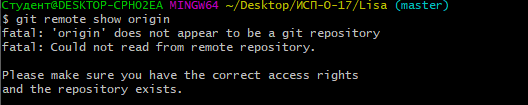 Студент@DESKTOP-CPHO2EA MINGW64 ~/Desktop/ИСП-О-17/Lisa (master)
$ git remote show origin
fatal: 'origin' does not appear to be a git repository
fatal: Could not read from remote repository.
Please make sure you have the correct access rights
and the repository exists.